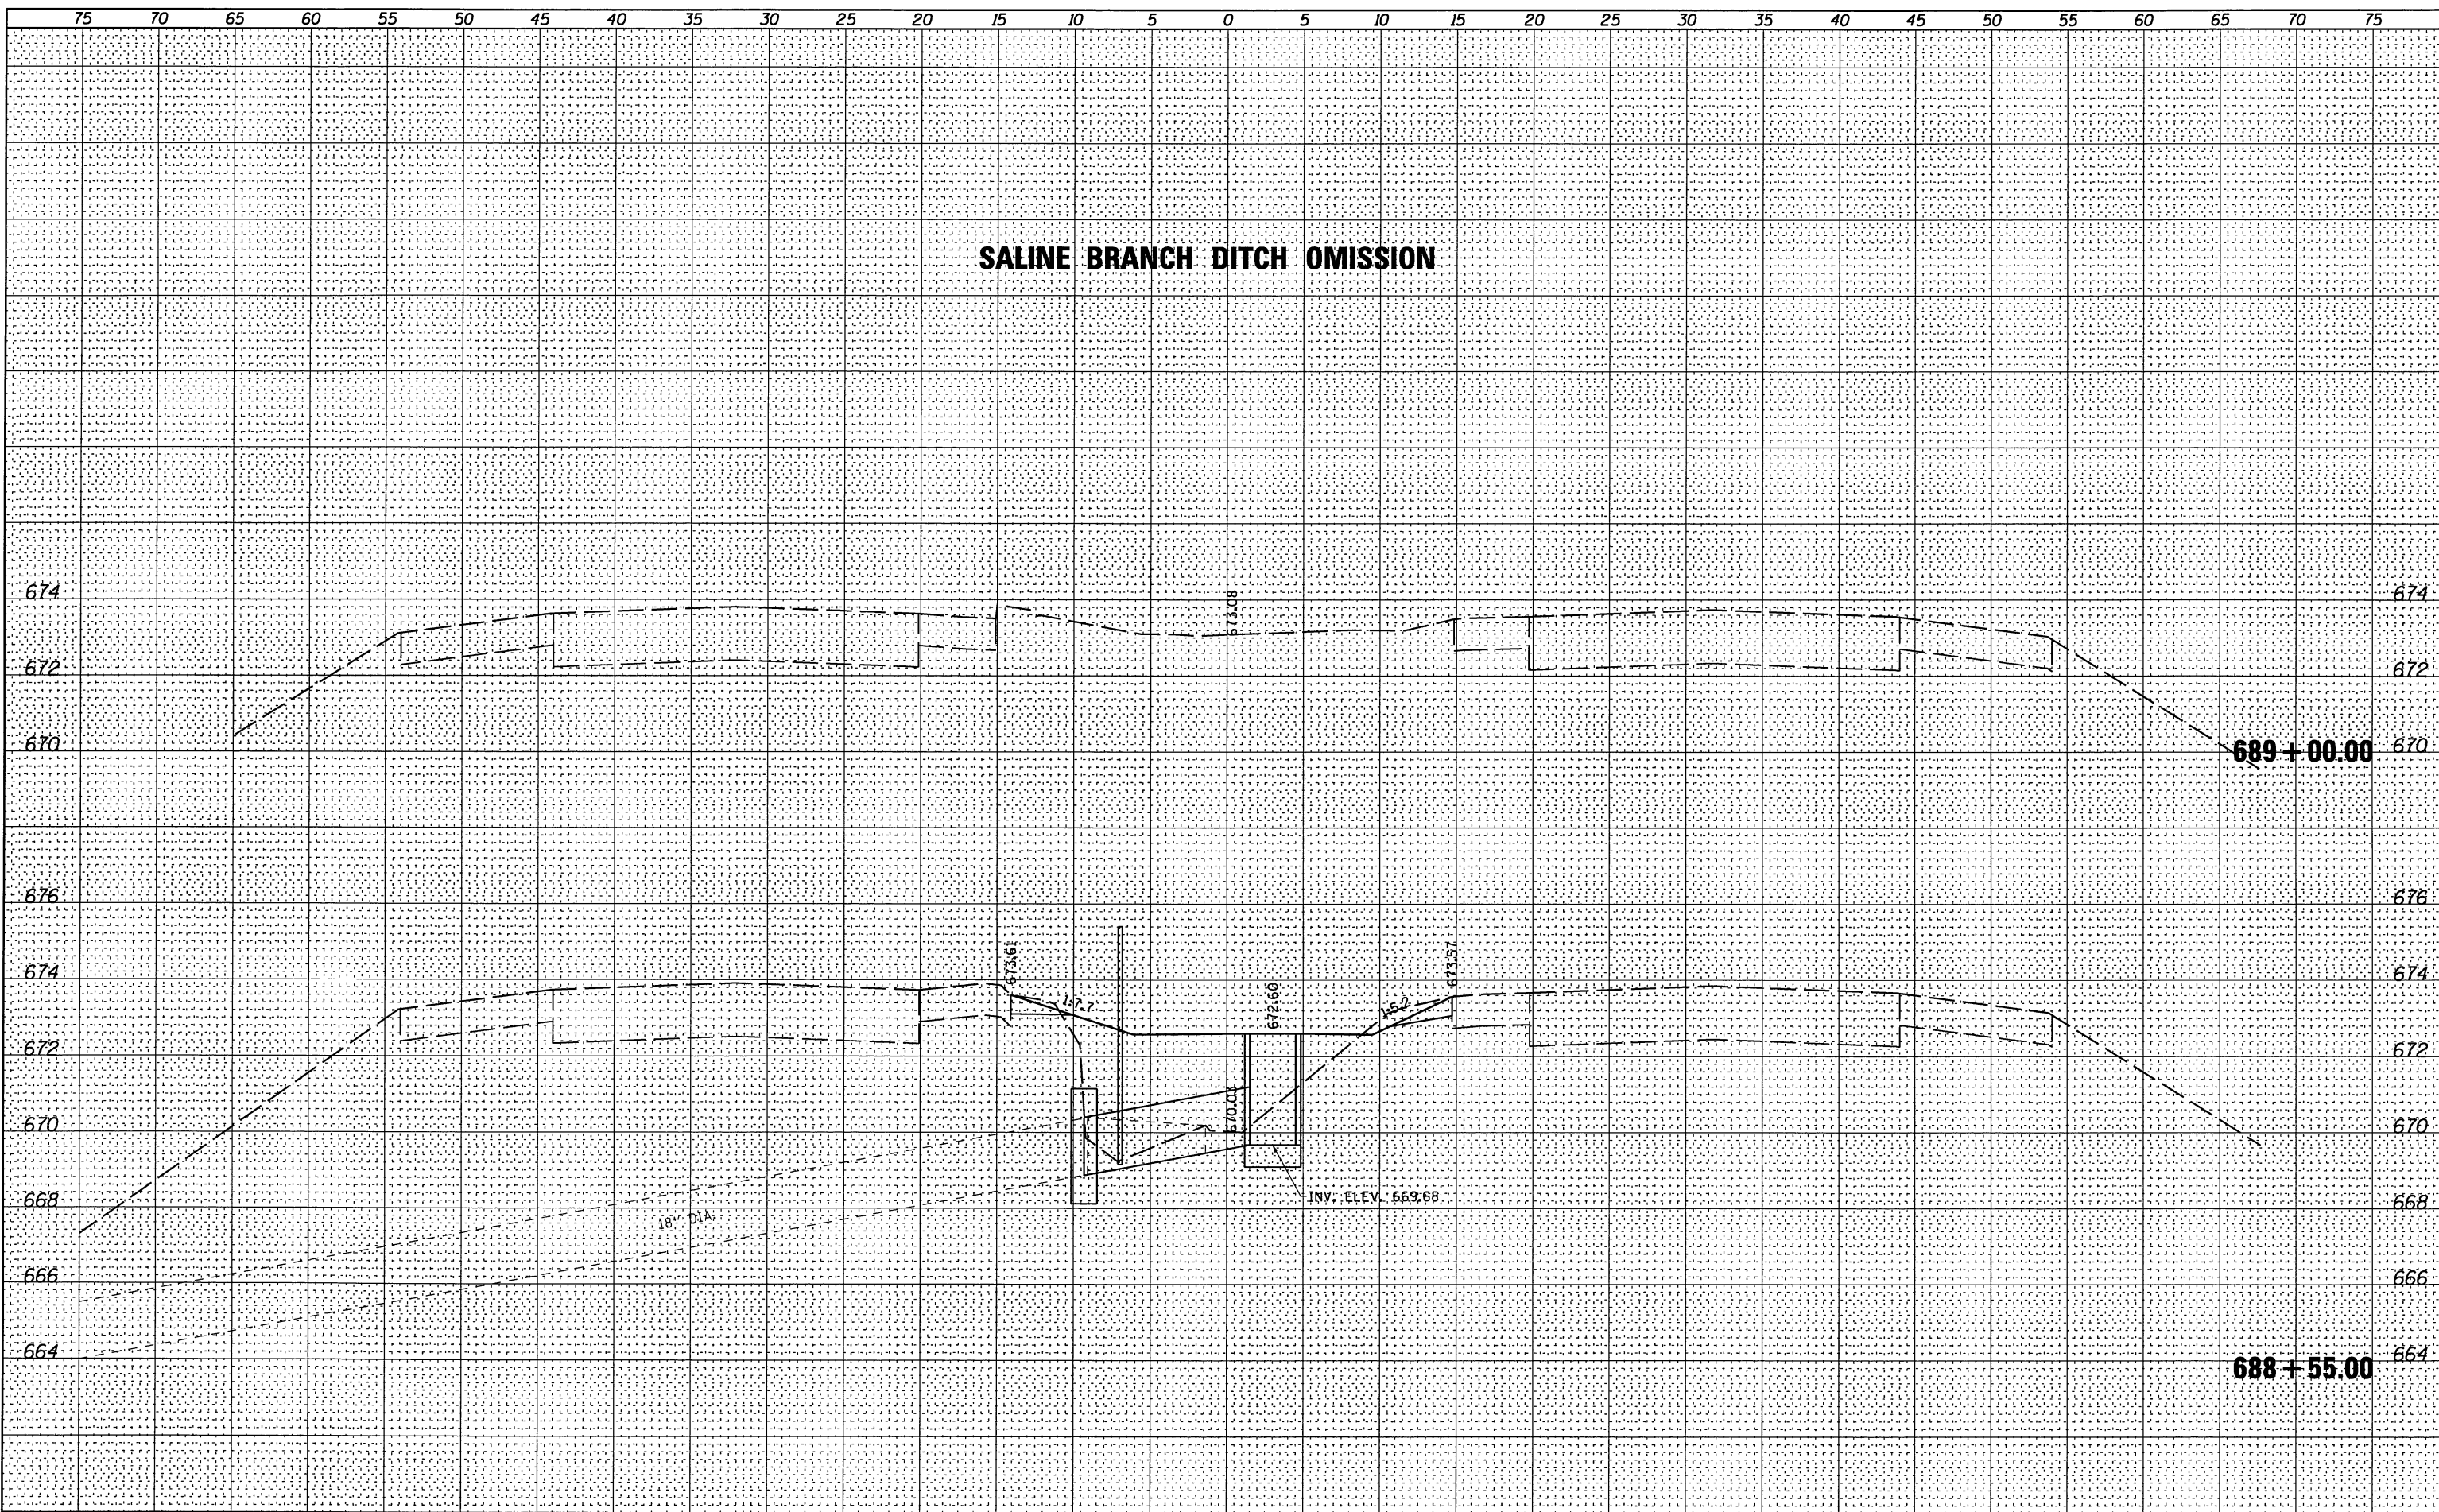 75 70 65 60 55 50 45 40 35 30 25 20 15 10 5 0 5 10 15 20 25 30 35 40 45 50 55 60 65 70 75
SALINE BRANCH DITCH OMISSION
674 673.08 674
672 672
670 689+00.00 670
676 676
674 673.61 673.57 674
1:7.7 672.60 1:5.2
672 672
670 670.03 670
668 INV. ELEV. 669.68 668
18" DIA.
666 666
664 688+55.00 664